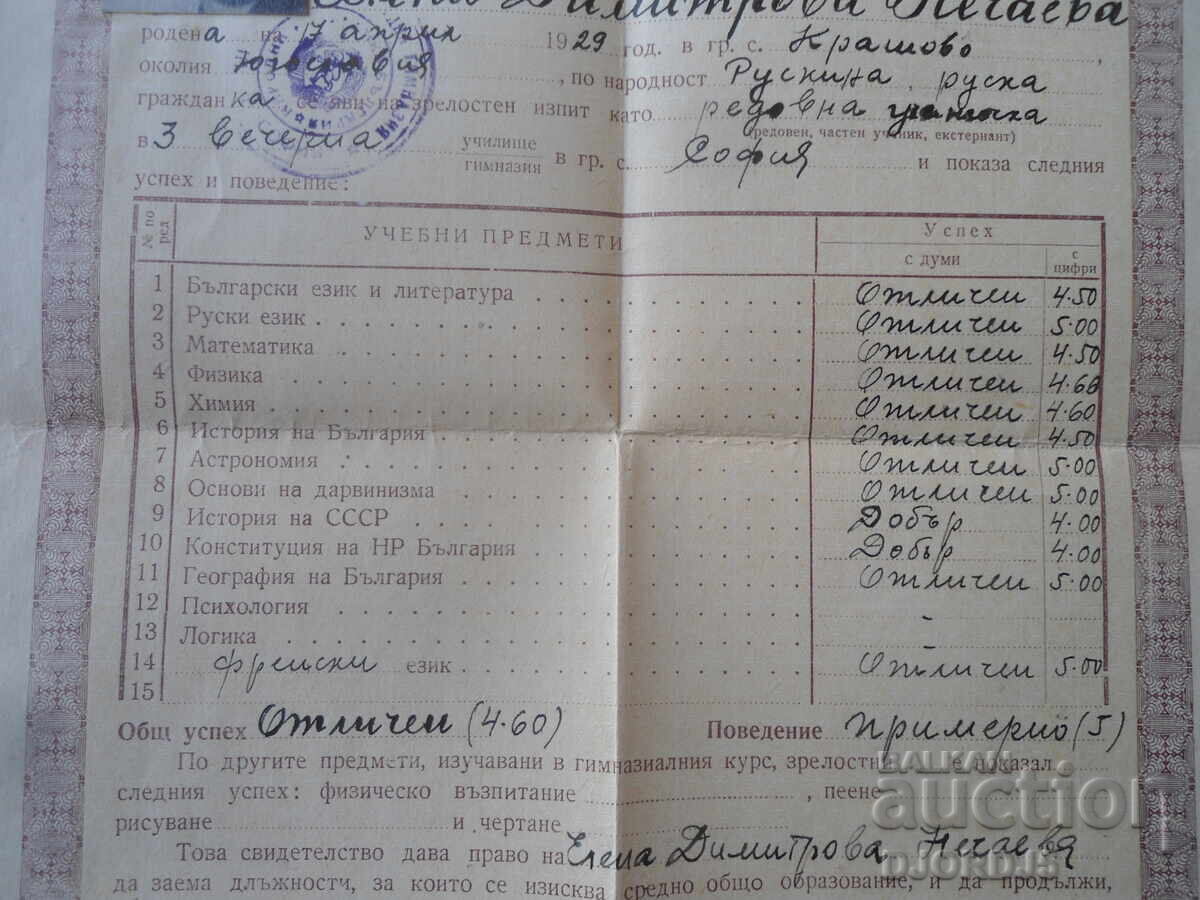 Елена Димитрова Нечаева
родена на 17 април 1929 год. в гр. с. Крашово
околия Югославия, по народност Рускиня, руска
гражданка се яви на зрелостен изпит като редовна
(редовен, частен ученик, екстернант)
в 3 вечерна училище гимназия в гр. с. София и показа следния
успех и поведение:
№ по ред УЧЕБНИ ПРЕДМЕТИ Успех
с думи с цифри
1 Български език и литература Отличен 4.50
2 Руски език Отличен 5.00
3 Математика Отличен 4.50
4 Физика Отличен 4.66
5 Химия Отличен 4.60
6 История на България Отличен 4.50
7 Астрономия Отличен 5.00
8 Основи на дарвинизма Отличен 5.00
9 История на СССР Добър 4.00
10 Конституция на НР България Добър 4.00
11 География на България Отличен 5.00
12 Психология -
13 Логика -
14 Френски език Отличен 5.00
15
Общ успех Отличен (4.60) Поведение примерно (5)
По другите предмети, изучавани в гимназиалния курс, е показал
следния успех: физическо възпитание , пеене
рисуване и чертане
Това свидетелство дава право на Елена Димитрова Нечаева
да заема длъжности, за които се изисква средно общо образование, и да продължи,
BALKAN
auction